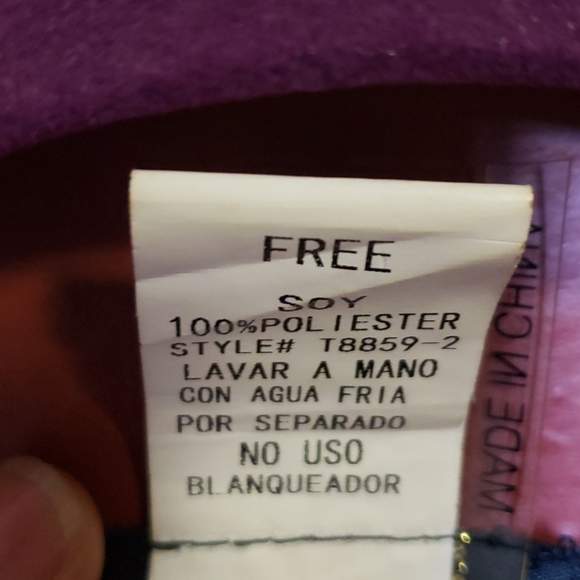 FREE
SOY
100%POLIESTER
STYLE# T8859-2
LAVAR A MANO
CON AGUA FRIA
POR SEPARADO
NO USO
BLANQUEADOR
MADE IN CHINA